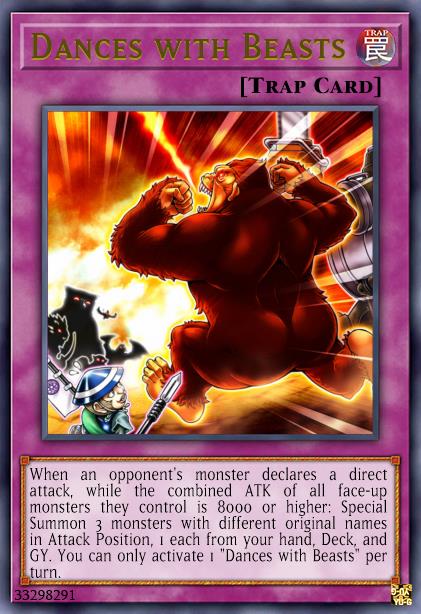 DANCES WITH BEASTS
TRAP
罠
[TRAP CARD]
When an opponent's monster declares a direct
attack, while the combined ATK of all face-up
monsters they control is 8000 or higher: Special
Summon 3 monsters with different original names
in Attack Position, 1 each from your hand, Deck, and
GY. You can only activate 1 "Dances with Beasts" per
turn.
33298291